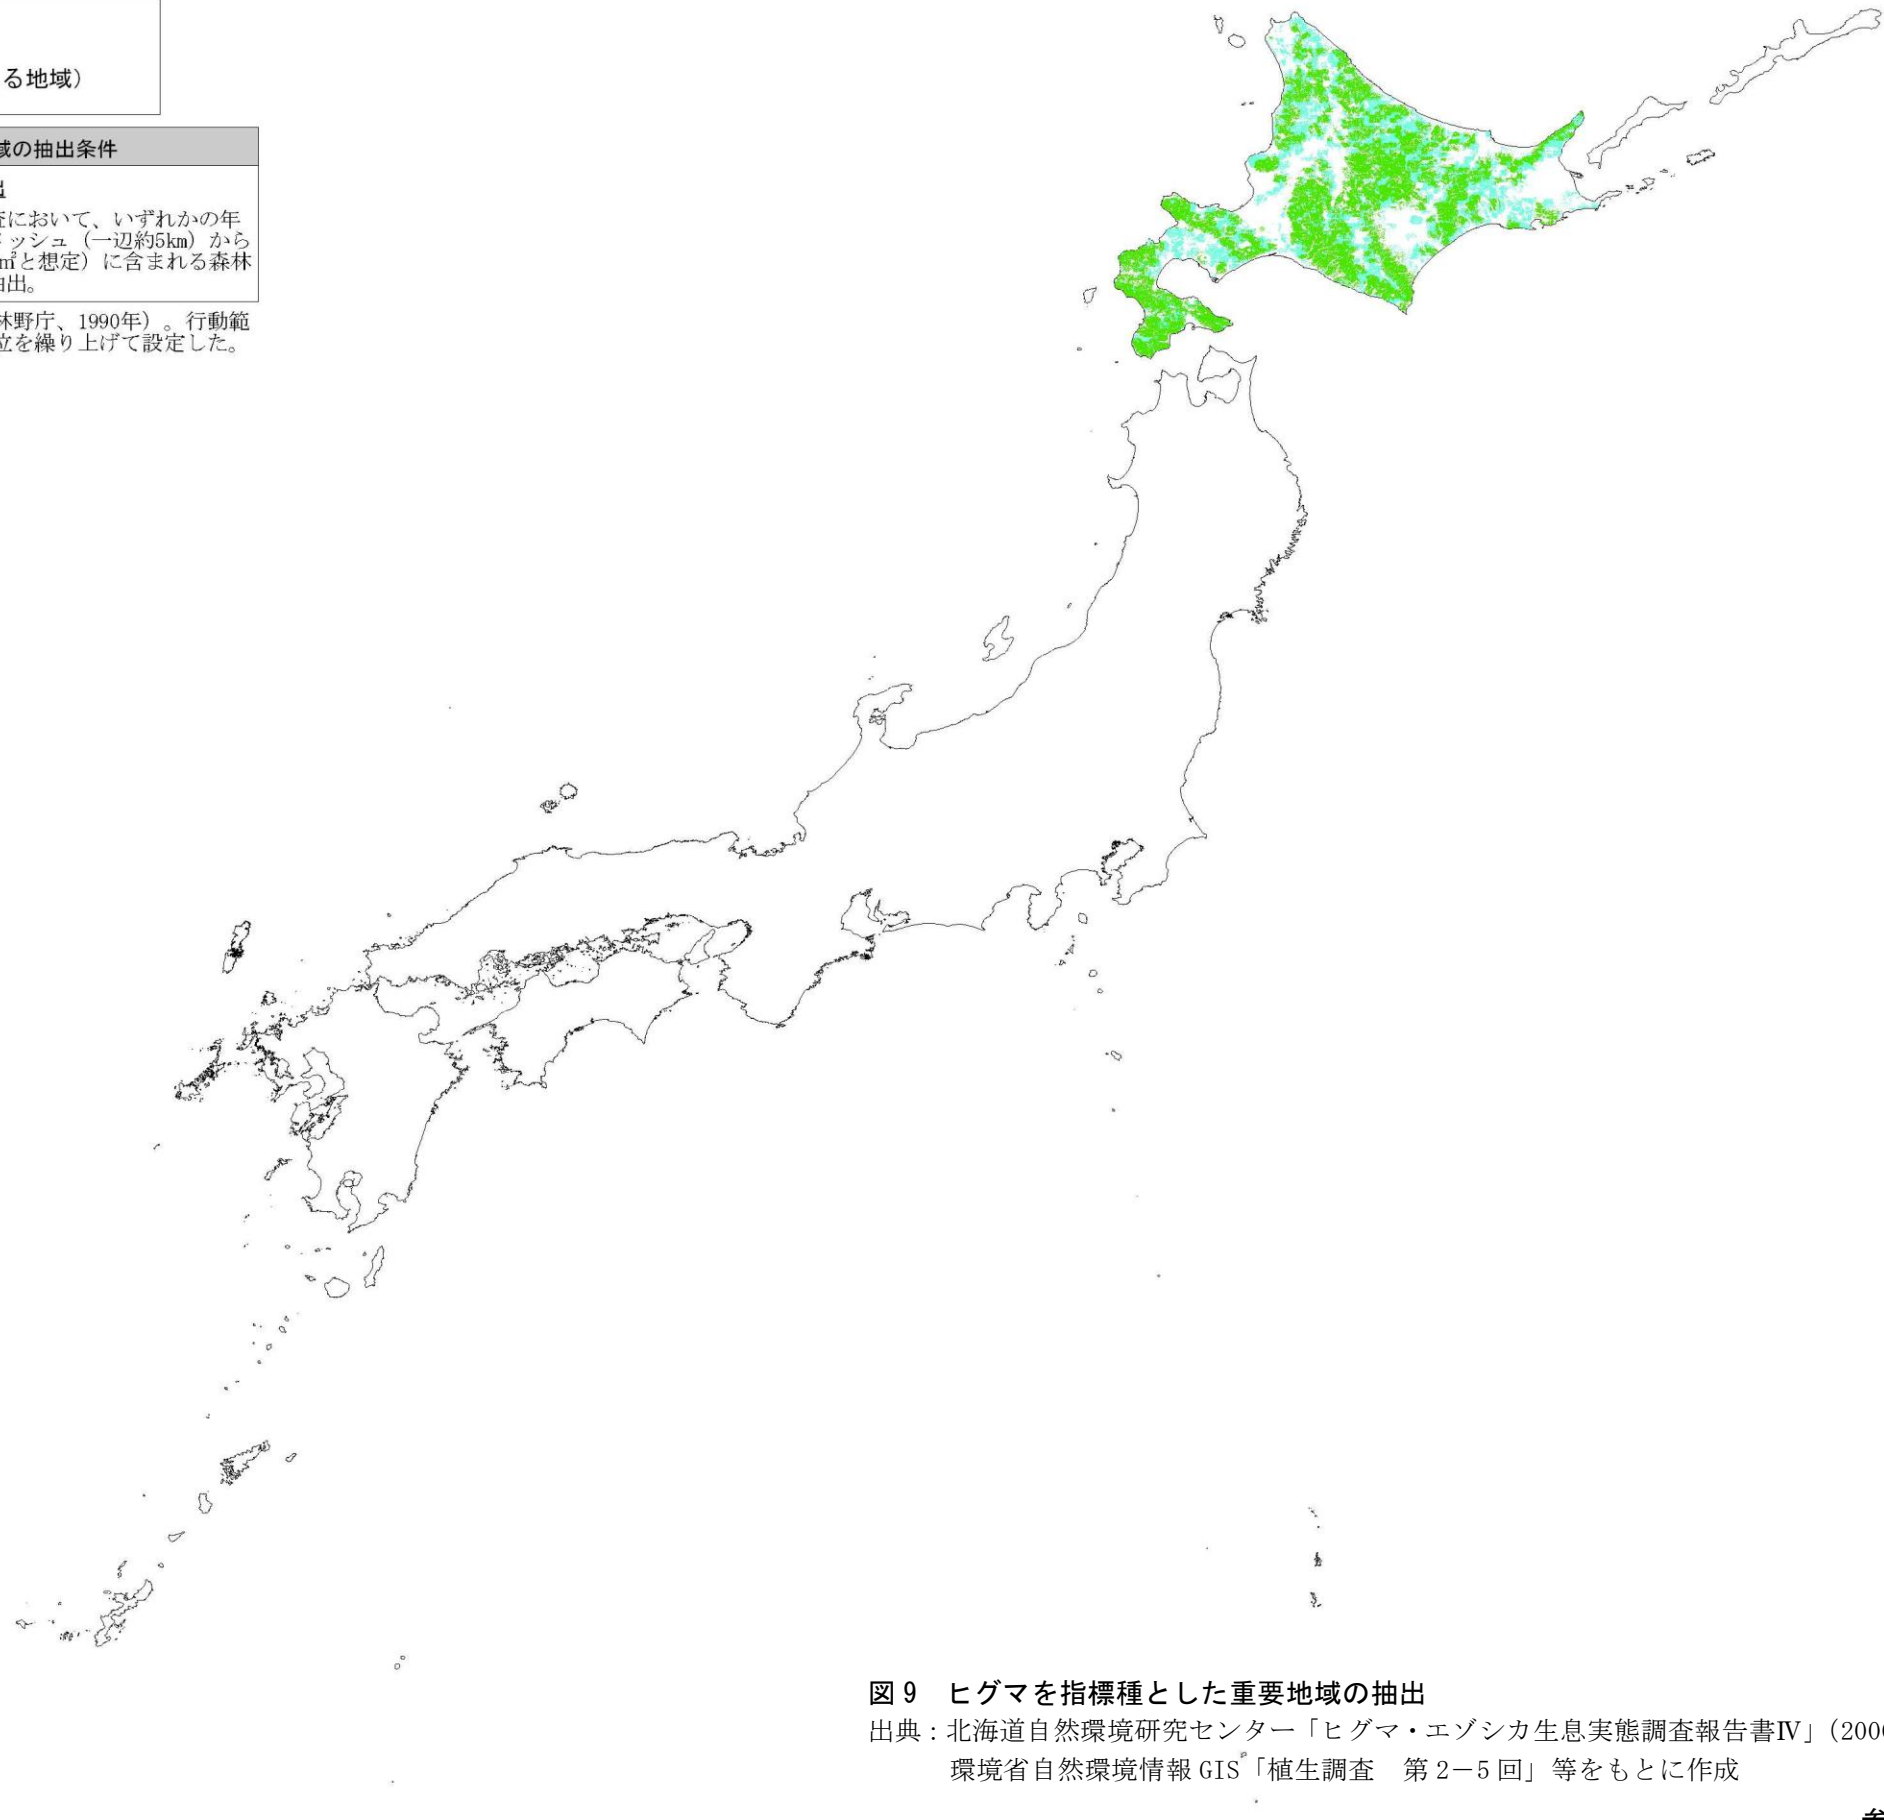 る地域）
域の抽出条件
出
査において、いずれかの年
メッシュ（一辺約5km）から
㎡と想定）に含まれる森林
抽出。
林野庁、1990年）。行動範
位を繰り上げて設定した。
図9　ヒグマを指標種とした重要地域の抽出
出典：北海道自然環境研究センター「ヒグマ・エゾシカ生息実態調査報告書Ⅳ」（200
環境省自然環境情報GIS「植生調査　第2－5回」等をもとに作成